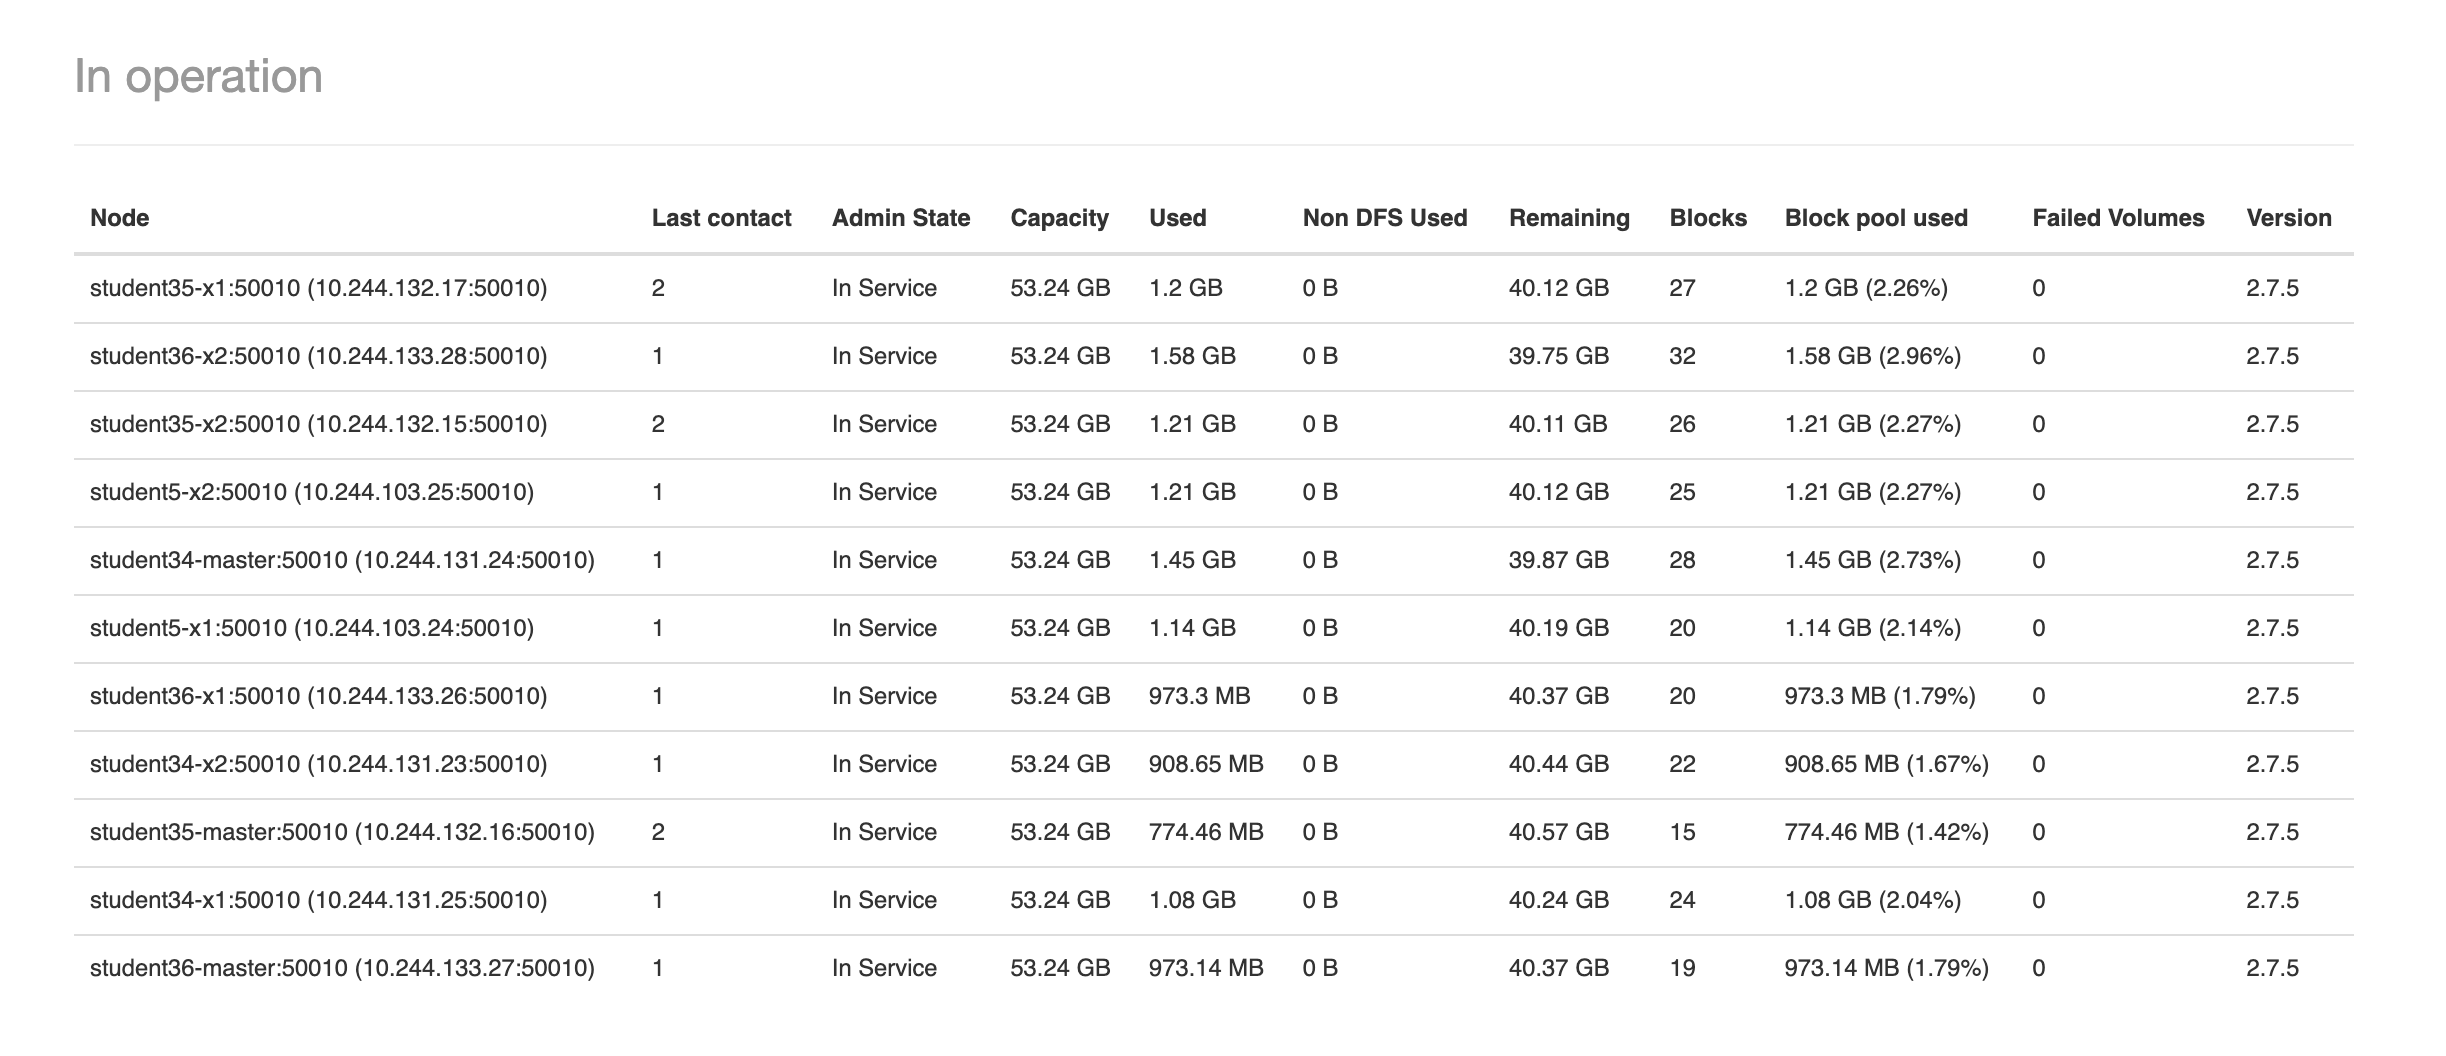 In operation
Node Last contact Admin State Capacity Used Non DFS Used Remaining Blocks Block pool used Failed Volumes Version
student35-x1:50010 (10.244.132.17:50010) 2 In Service 53.24 GB 1.2 GB 0 B 40.12 GB 27 1.2 GB (2.26%) 0 2.7.5
student36-x2:50010 (10.244.133.28:50010) 1 In Service 53.24 GB 1.58 GB 0 B 39.75 GB 32 1.58 GB (2.96%) 0 2.7.5
student35-x2:50010 (10.244.132.15:50010) 2 In Service 53.24 GB 1.21 GB 0 B 40.11 GB 26 1.21 GB (2.27%) 0 2.7.5
student5-x2:50010 (10.244.103.25:50010) 1 In Service 53.24 GB 1.21 GB 0 B 40.12 GB 25 1.21 GB (2.27%) 0 2.7.5
student34-master:50010 (10.244.131.24:50010) 1 In Service 53.24 GB 1.45 GB 0 B 39.87 GB 28 1.45 GB (2.73%) 0 2.7.5
student5-x1:50010 (10.244.103.24:50010) 1 In Service 53.24 GB 1.14 GB 0 B 40.19 GB 20 1.14 GB (2.14%) 0 2.7.5
student36-x1:50010 (10.244.133.26:50010) 1 In Service 53.24 GB 973.3 MB 0 B 40.37 GB 20 973.3 MB (1.79%) 0 2.7.5
student34-x2:50010 (10.244.131.23:50010) 1 In Service 53.24 GB 908.65 MB 0 B 40.44 GB 22 908.65 MB (1.67%) 0 2.7.5
student35-master:50010 (10.244.132.16:50010) 2 In Service 53.24 GB 774.46 MB 0 B 40.57 GB 15 774.46 MB (1.42%) 0 2.7.5
student34-x1:50010 (10.244.131.25:50010) 1 In Service 53.24 GB 1.08 GB 0 B 40.24 GB 24 1.08 GB (2.04%) 0 2.7.5
student36-master:50010 (10.244.133.27:50010) 1 In Service 53.24 GB 973.14 MB 0 B 40.37 GB 19 973.14 MB (1.79%) 0 2.7.5